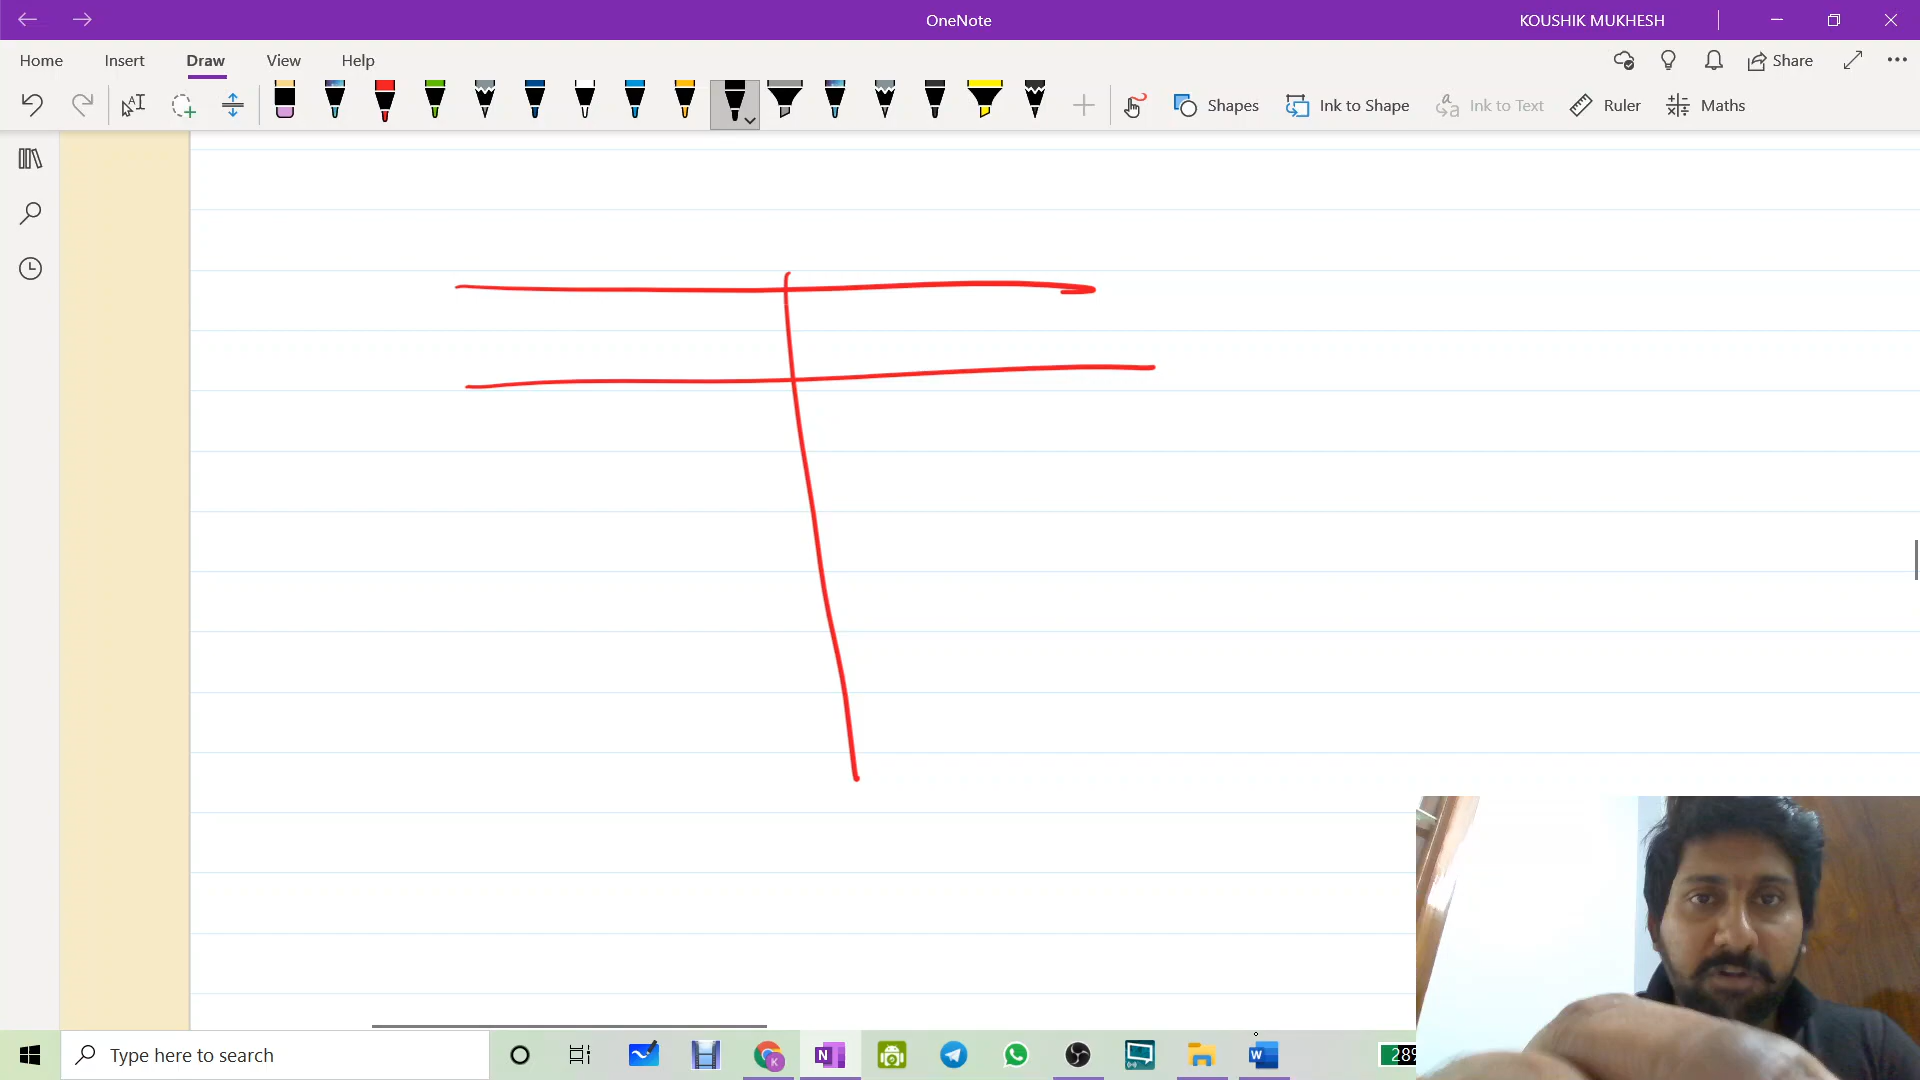 OneNote
KOUSHIK MUKHESH
Home Insert Draw View Help
Share
Shapes Ink to Shape Ink to Text Ruler Maths
Type here to search
28%